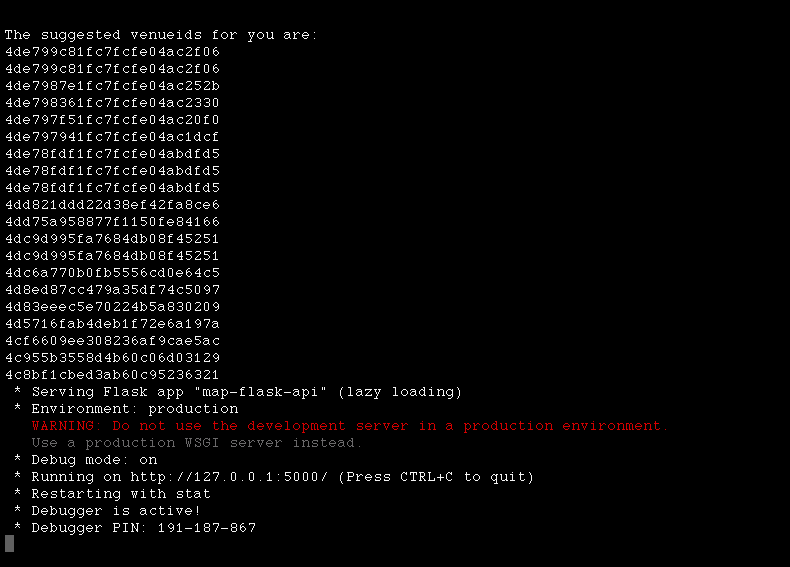 The suggested venueids for you are:
4de799c81fc7fcfe04ac2f06
4de799c81fc7fcfe04ac2f06
4de7987e1fc7fcfe04ac252b
4de798361fc7fcfe04ac2330
4de797f51fc7fcfe04ac20f0
4de797941fc7fcfe04ac1dcf
4de78fdf1fc7fcfe04abdfd5
4de78fdf1fc7fcfe04abdfd5
4de78fdf1fc7fcfe04abdfd5
4dd821ddd22d38ef42fa8ce6
4dd75a958877f1150fe84166
4dc9d995fa7684db08f45251
4dc9d995fa7684db08f45251
4dc6a770b0fb5556cd0e64c5
4d8ed87cc479a35df74c5097
4d83eeec5e70224b5a830209
4d5716fab4deb1f72e6a197a
4cf6609ee308236af9cae5ac
4c955b3558d4b60c06d03129
4c8bf1cbed3ab60c95236321
* Serving Flask app "map-flask-api" (lazy loading)
* Environment: production
WARNING: Do not use the development server in a production environment.
Use a production WSGI server instead.
* Debug mode: on
* Running on http://127.0.0.1:5000/ (Press CTRL+C to quit)
* Restarting with stat
* Debugger is active!
* Debugger PIN: 191-187-867